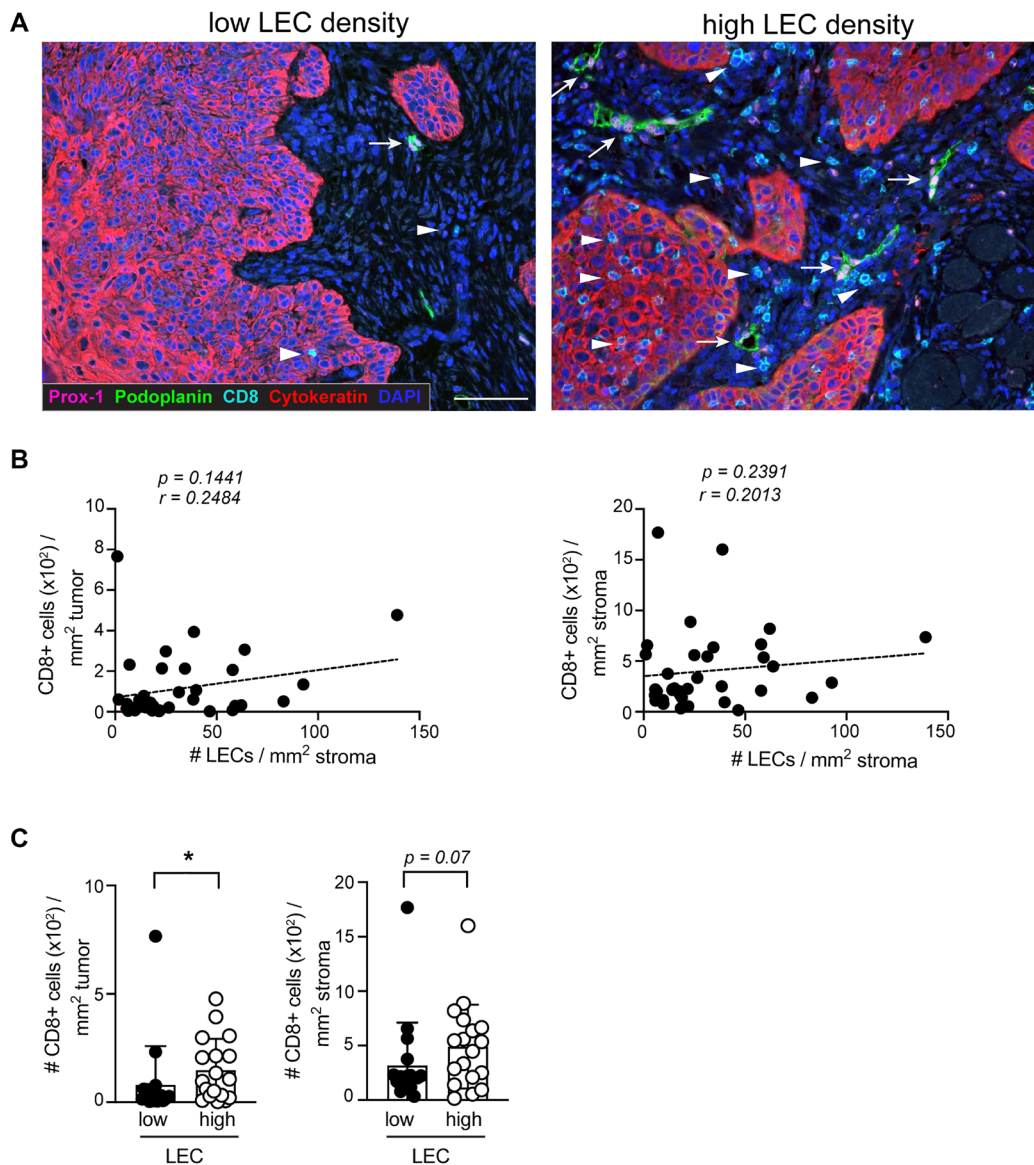 A
low LEC density
high LEC density
Prox-1 Podoplanin CD8 Cytokeratin DAPI
B
p = 0.1441
r = 0.2484
CD8+ cells (x10²) /
mm² tumor
10
8
6
4
2
0
0 50 100 150
# LECs / mm² stroma
p = 0.2391
r = 0.2013
CD8+ cells (x10²) /
mm² stroma
20
15
10
5
0
0 50 100 150
# LECs / mm² stroma
C
*
# CD8+ cells (x10²) /
mm² tumor
10
5
0
low high
LEC
p = 0.07
# CD8+ cells (x10²) /
mm² stroma
20
15
10
5
0
low high
LEC